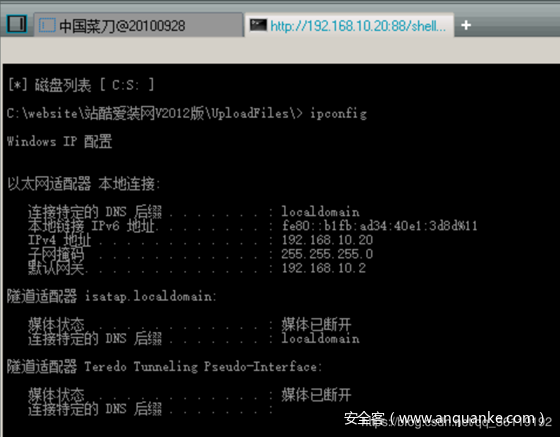 中国菜刀@20100928
http://192.168.10.20:88/shell...
[*] 磁盘列表 [ C:S: ]
C:\website\站酷爱装网V2012版\UploadFiles\> ipconfig
Windows IP 配置
以太网适配器 本地连接:
连接特定的 DNS 后缀 . . . . . . . : localdomain
本地链接 IPv6 地址. . . . . . . . : fe80::b1fb:ad34:40e1:3d8d%11
IPv4 地址 . . . . . . . . . . . . : 192.168.10.20
子网掩码 . . . . . . . . . . . . : 255.255.255.0
默认网关. . . . . . . . . . . . . : 192.168.10.2
隧道适配器 isatap.localdomain:
媒体状态 . . . . . . . . . . . . : 媒体已断开
连接特定的 DNS 后缀 . . . . . . . : localdomain
隧道适配器 Teredo Tunneling Pseudo-Interface:
媒体状态 . . . . . . . . . . . . : 媒体已断开
连接特定的 DNS 后缀 . . . . . . . :
安全客 ( www.anquanke.com )